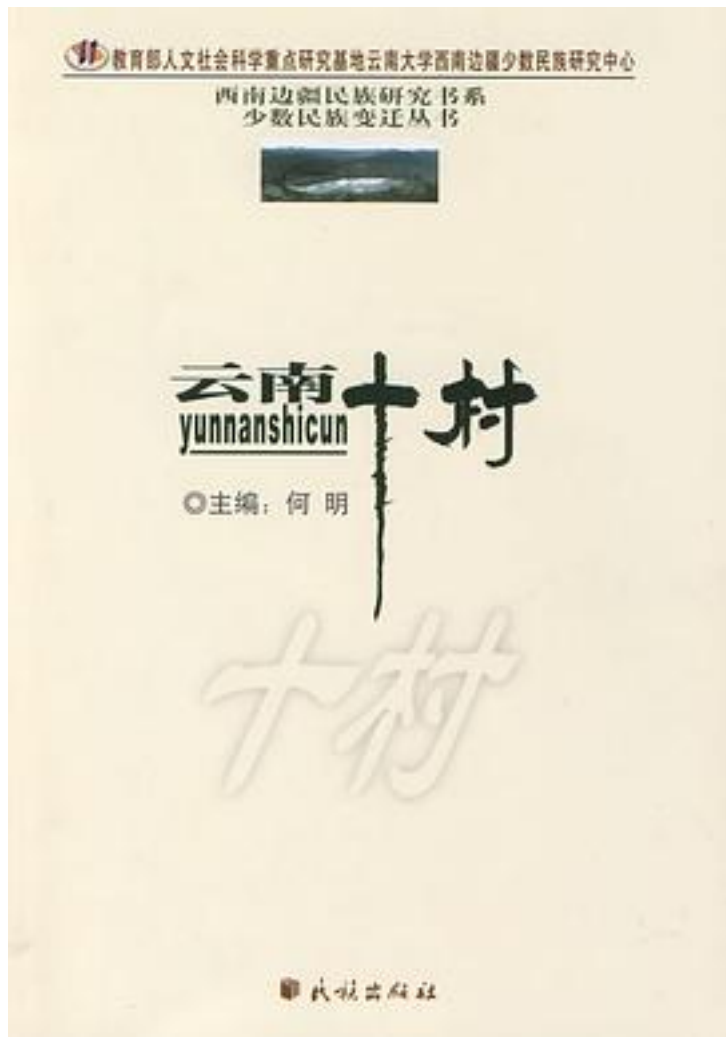 教育部人文社会科学重点研究基地云南大学西南边疆少数民族研究中心
西南边疆民族研究书系
少数民族变迁丛书
云南十村
yunnanshicun
◎主编：何 明
十村
民族出版社